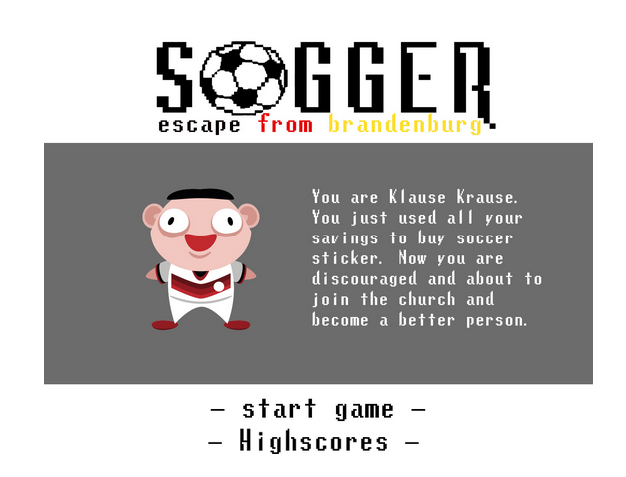 SOGGER
escape from brandenburg
You are Klause Krause.
You just used all your
savings to buy soccer
sticker. Now you are
discouraged and about to
join the church and
become a better person.
- start game -
- Highscores -